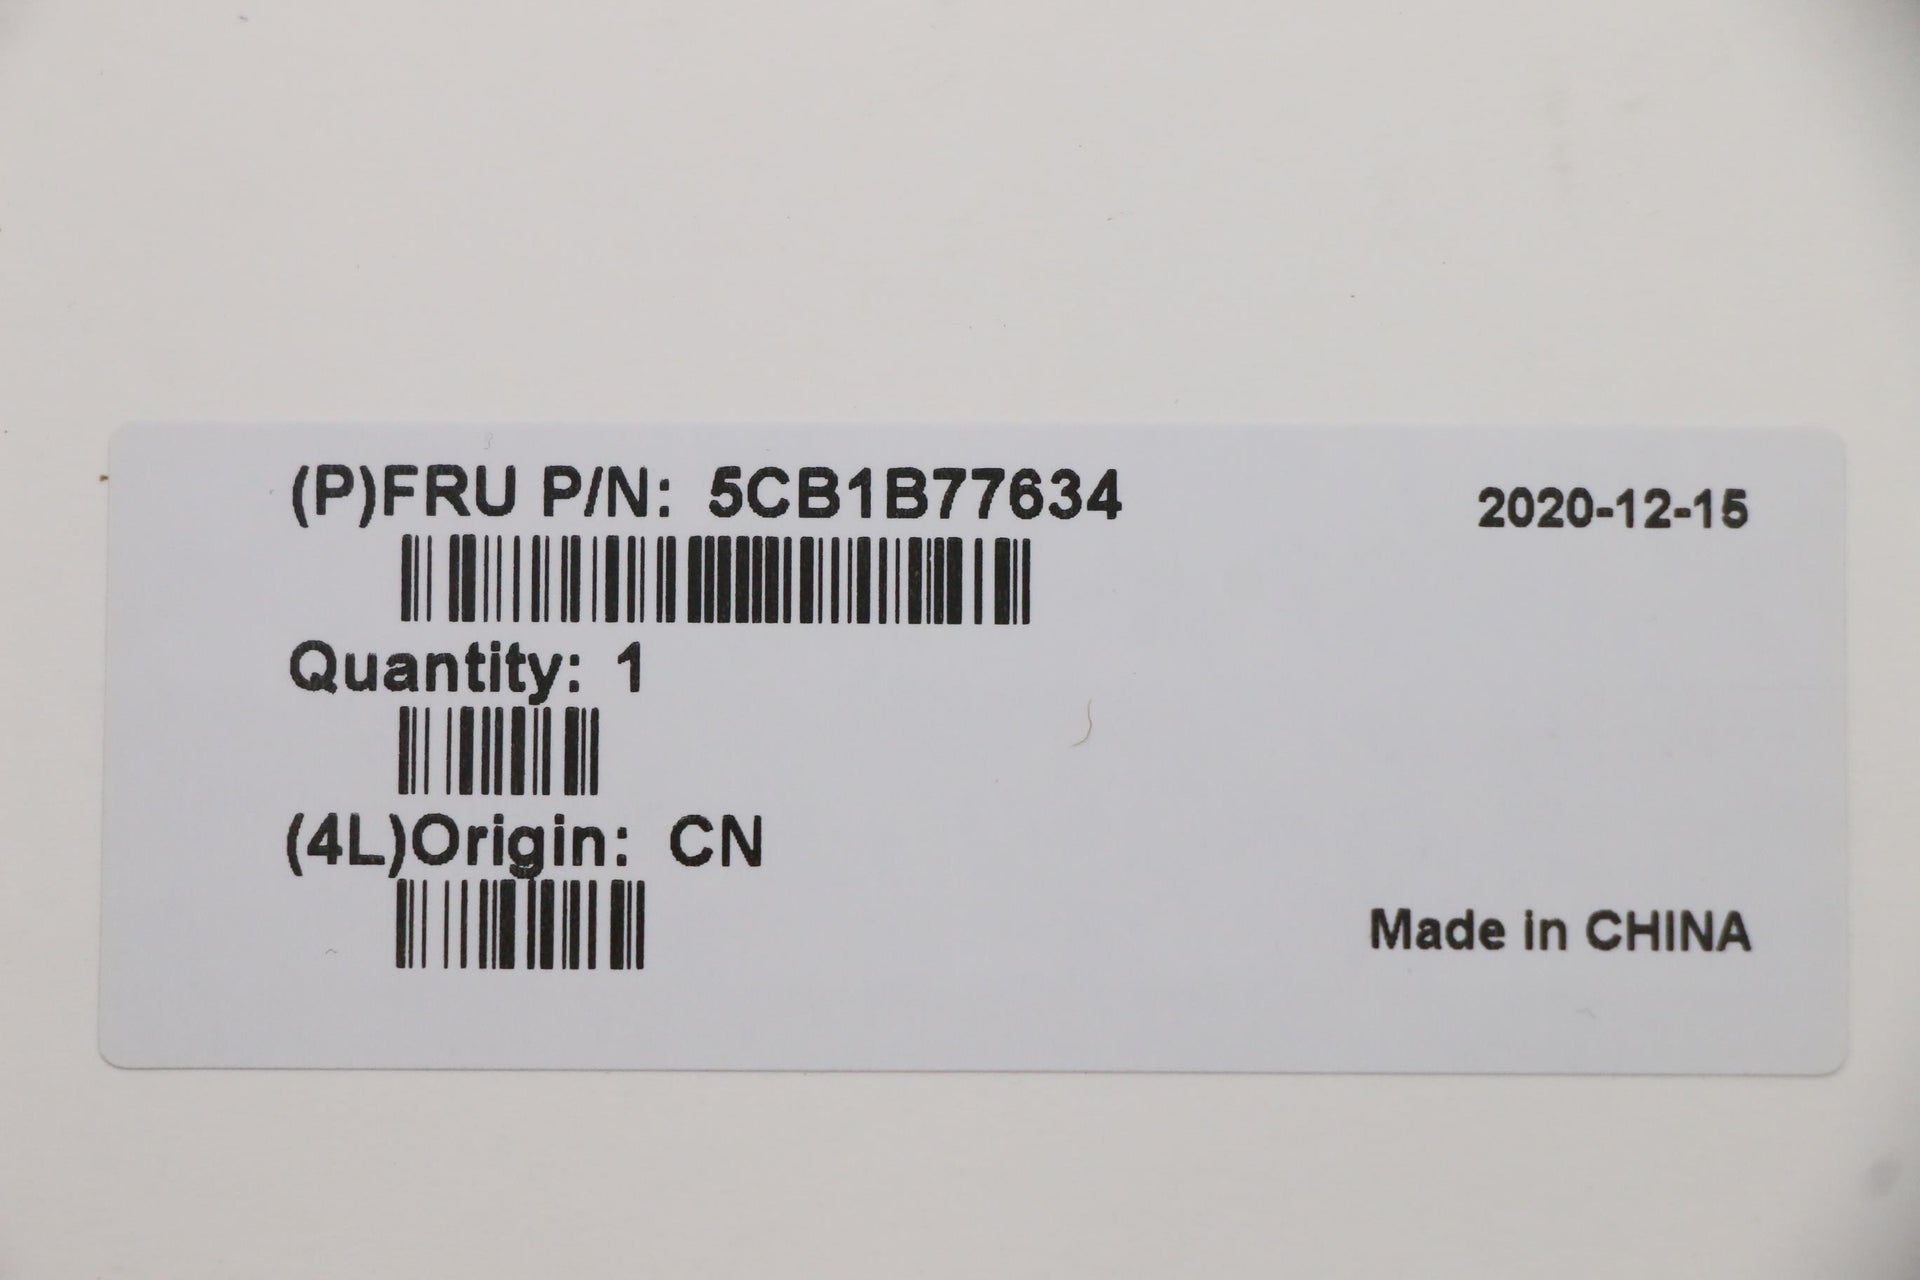 (P)FRU P/N: 5CB1B77634
2020-12-15
Quantity: 1
(4L)Origin: CN
Made in CHINA